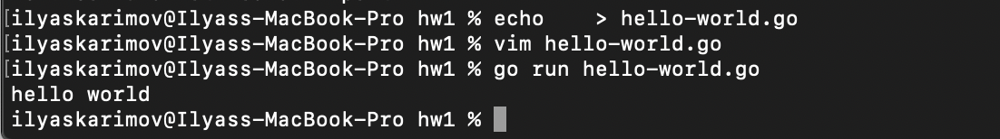 ilyaskarimov@Ilyass-MacBook-Pro hw1 % echo    > hello-world.go
[ilyaskarimov@Ilyass-MacBook-Pro hw1 % vim hello-world.go
[ilyaskarimov@Ilyass-MacBook-Pro hw1 % go run hello-world.go
hello world
ilyaskarimov@Ilyass-MacBook-Pro hw1 %